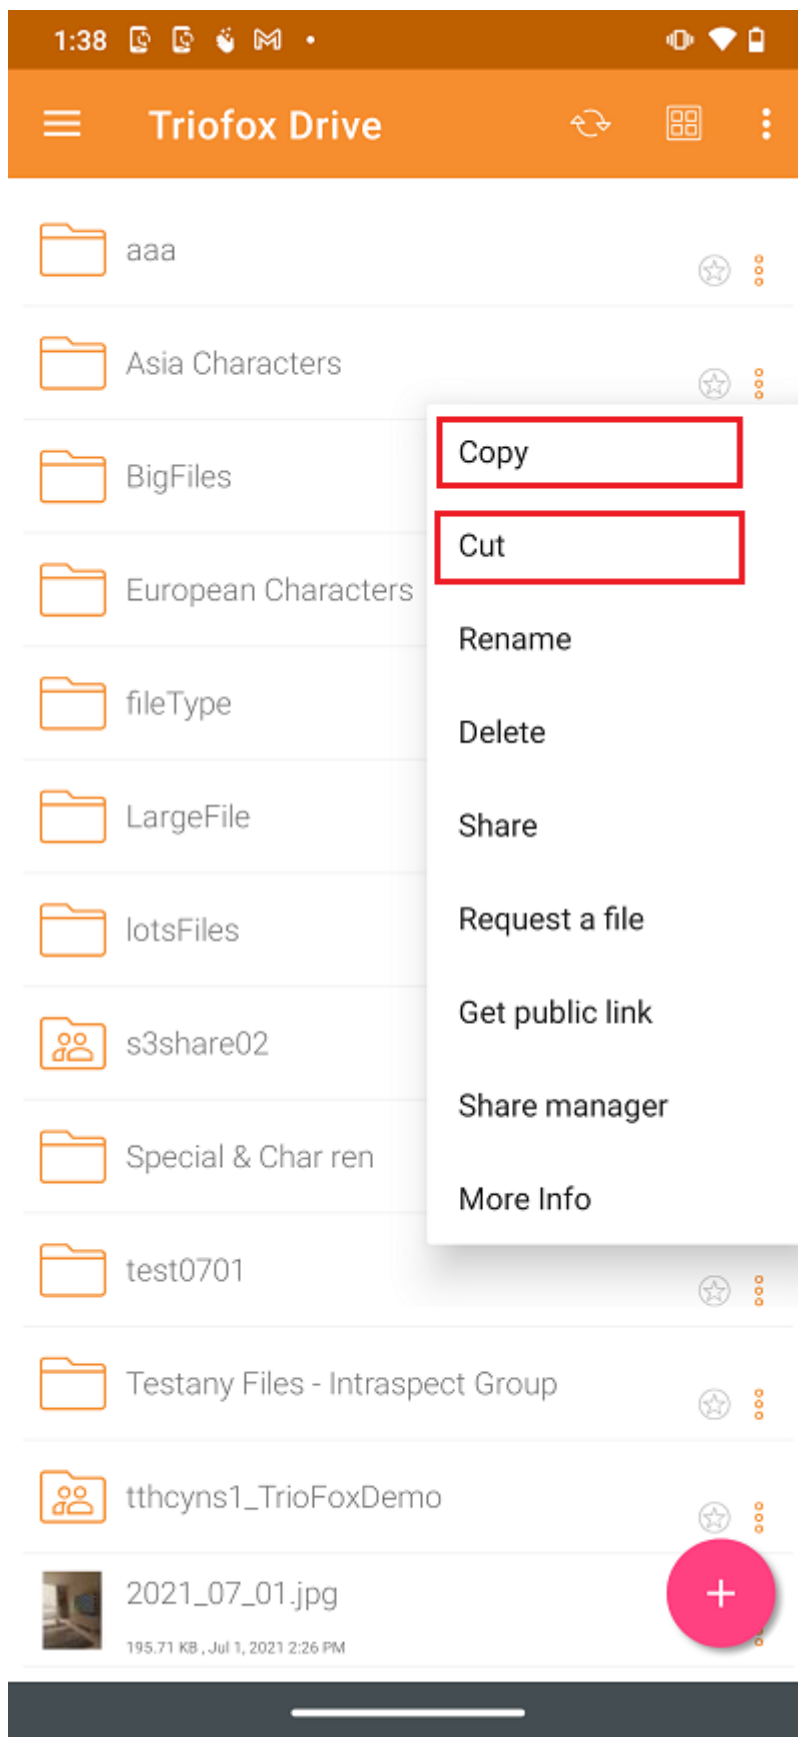 1:38
Triofox Drive
aaa
Asia Characters
BigFiles
European Characters
fileType
LargeFile
lotsFiles
s3share02
Special & Char ren
test0701
Testany Files - Intraspect Group
tthcyns1_TrioFoxDemo
2021_07_01.jpg
195.71 KB , Jul 1, 2021 2:26 PM
Copy
Cut
Rename
Delete
Share
Request a file
Get public link
Share manager
More Info